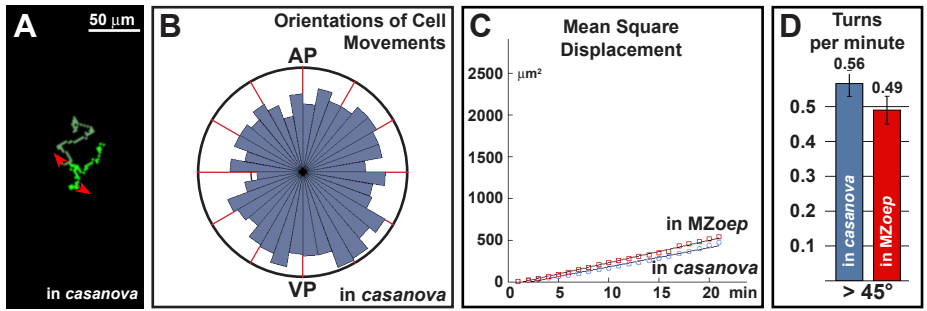 A
50 µm
in casanova
B
Orientations of Cell
Movements
AP
VP
in casanova
C
Mean Square
Displacement
µm²
2500
2000
1500
1000
500
0
0
5
10
15
20
min
in MZoep
in casanova
D
Turns
per minute
0.56
0.49
0.5
0.4
0.3
0.2
0.1
in casanova
in MZoep
> 45°